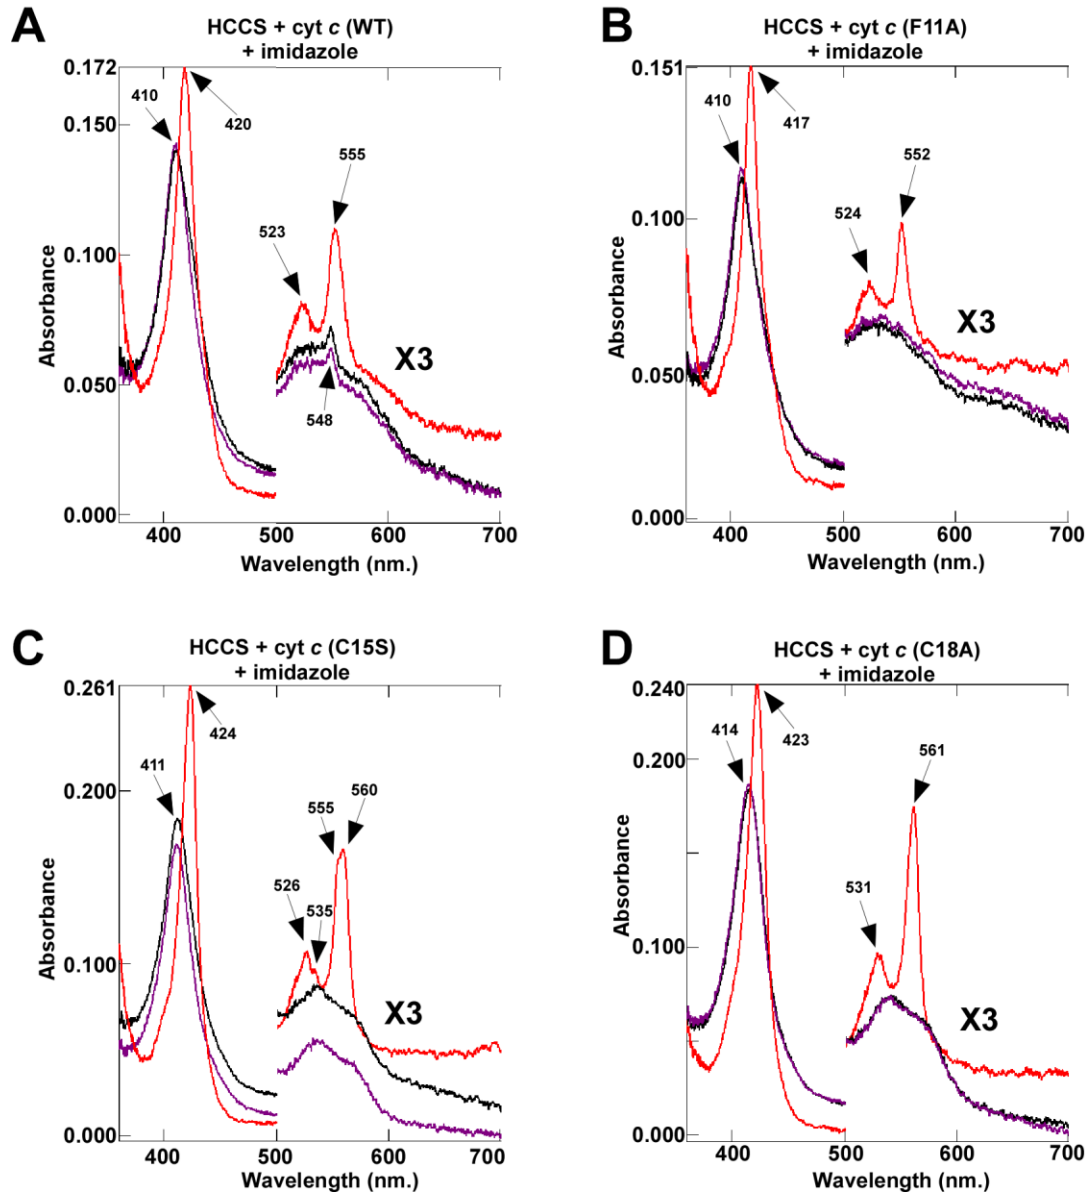 A
HCCS + cyt c (WT)
+ imidazole
0.172
0.150
0.100
0.050
0.000
Absorbance
410
420
523
555
548
X3
400
500
600
700
Wavelength (nm.)
B
HCCS + cyt c (F11A)
+ imidazole
0.151
0.100
0.050
0.000
Absorbance
410
417
524
552
X3
400
500
600
700
Wavelength (nm.)
C
HCCS + cyt c (C15S)
+ imidazole
0.261
0.200
0.100
0.000
Absorbance
411
424
526
535
555
560
X3
400
500
600
700
Wavelength (nm.)
D
HCCS + cyt c (C18A)
+ imidazole
0.240
0.200
0.100
0.000
Absorbance
414
423
531
561
X3
400
500
600
700
Wavelength (nm.)